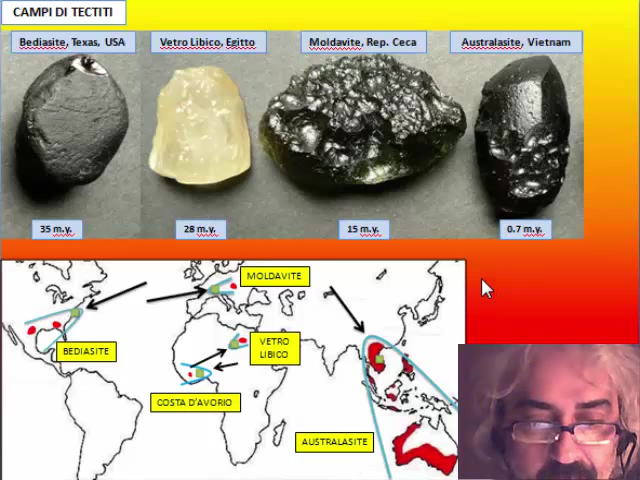 CAMPI DI TECTITI
Bediasite, Texas, USA
Vetro Libico, Egitto
Moldavite, Rep. Ceca
Australasite, Vietnam
35 m.y.
28 m.y.
15 m.y.
0.7 m.y.
MOLDAVITE
BEDIASITE
VETRO
LIBICO
COSTA D'AVORIO
AUSTRALASITE